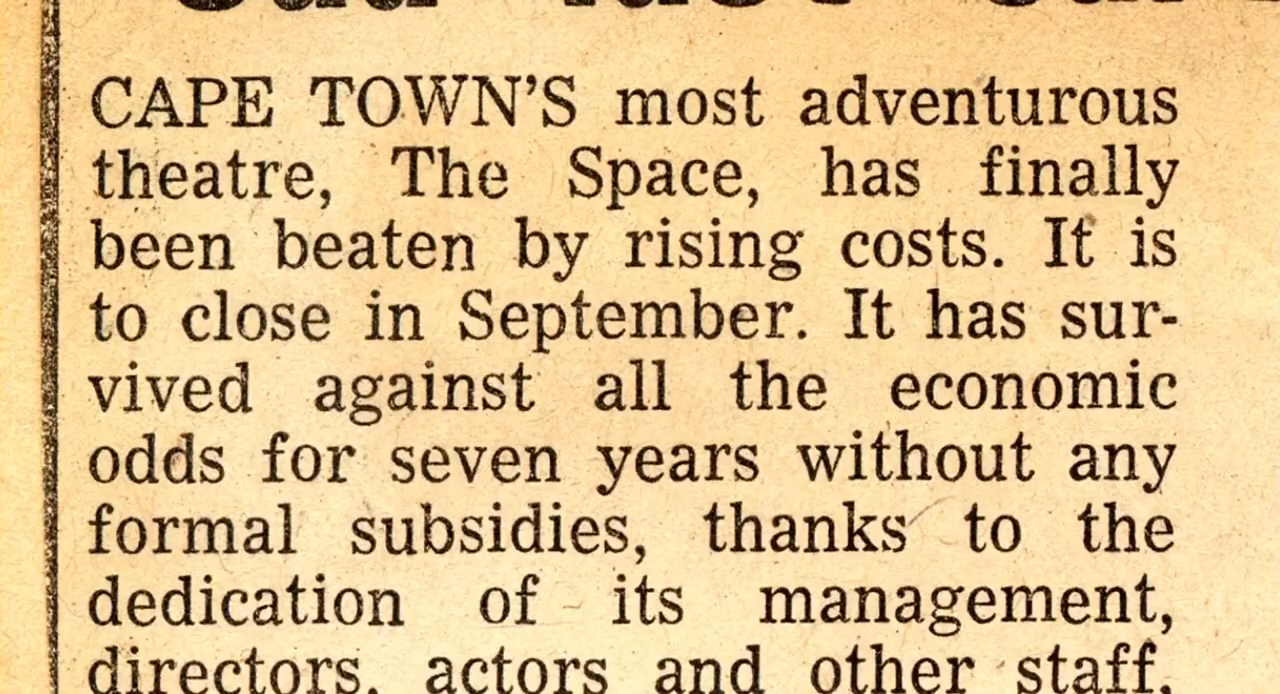 CAPE TOWN'S most adventurous
theatre, The Space, has finally
been beaten by rising costs. It is
to close in September. It has sur-
vived against all the economic
odds for seven years without any
formal subsidies, thanks to the
dedication of its management,
directors, actors and other staff.